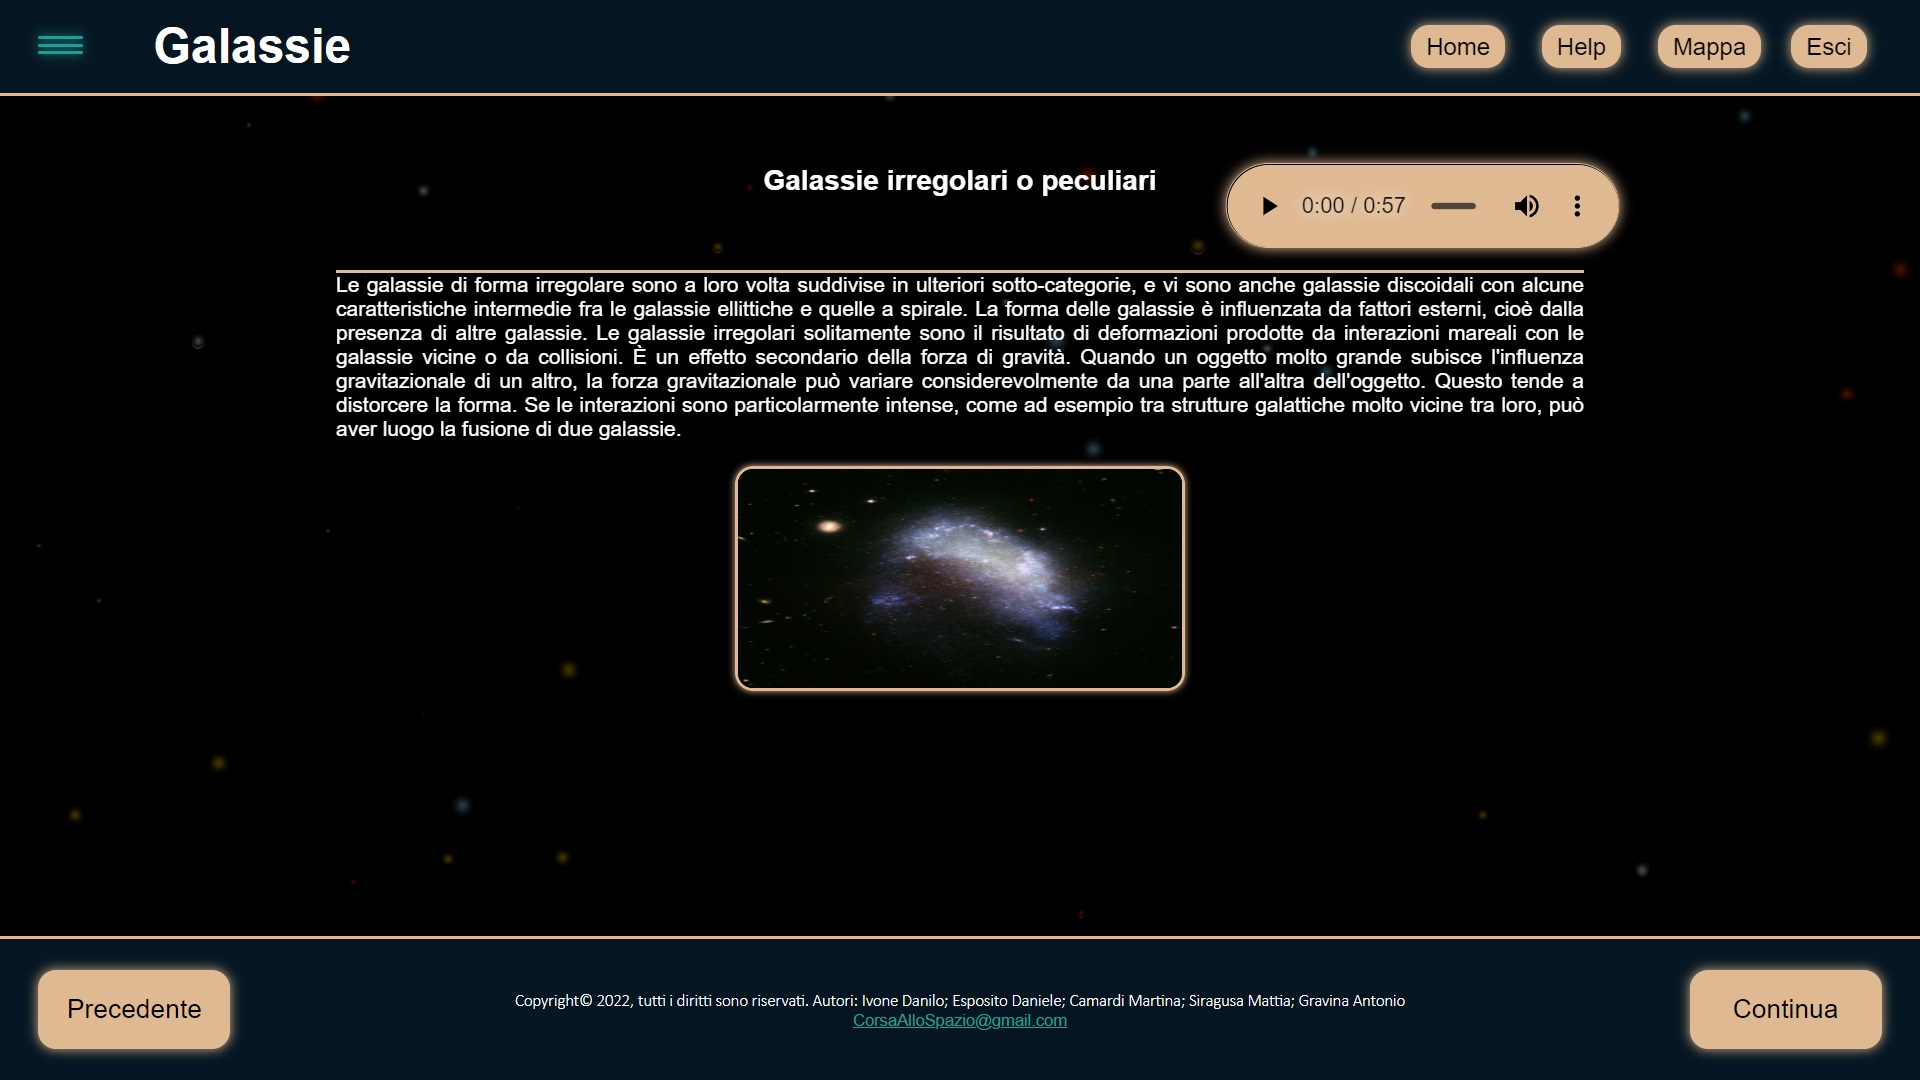 Galassie
Home
Help
Mappa
Esci
Galassie irregolari o peculiari
0:00 / 0:57
Le galassie di forma irregolare sono a loro volta suddivise in ulteriori sotto-categorie, e vi sono anche galassie discoidali con alcune
caratteristiche intermedie fra le galassie ellittiche e quelle a spirale. La forma delle galassie è influenzata da fattori esterni, cioè dalla
presenza di altre galassie. Le galassie irregolari solitamente sono il risultato di deformazioni prodotte da interazioni mareali con le
galassie vicine o da collisioni. È un effetto secondario della forza di gravità. Quando un oggetto molto grande subisce l'influenza
gravitazionale di un altro, la forza gravitazionale può variare considerevolmente da una parte all'altra dell'oggetto. Questo tende a
distorcere la forma. Se le interazioni sono particolarmente intense, come ad esempio tra strutture galattiche molto vicine tra loro, può
aver luogo la fusione di due galassie.
Precedente
Copyright© 2022, tutti i diritti sono riservati. Autori: Ivone Danilo; Esposito Daniele; Camardi Martina; Siragusa Mattia; Gravina Antonio
CorsaAlloSpazio@gmail.com
Continua